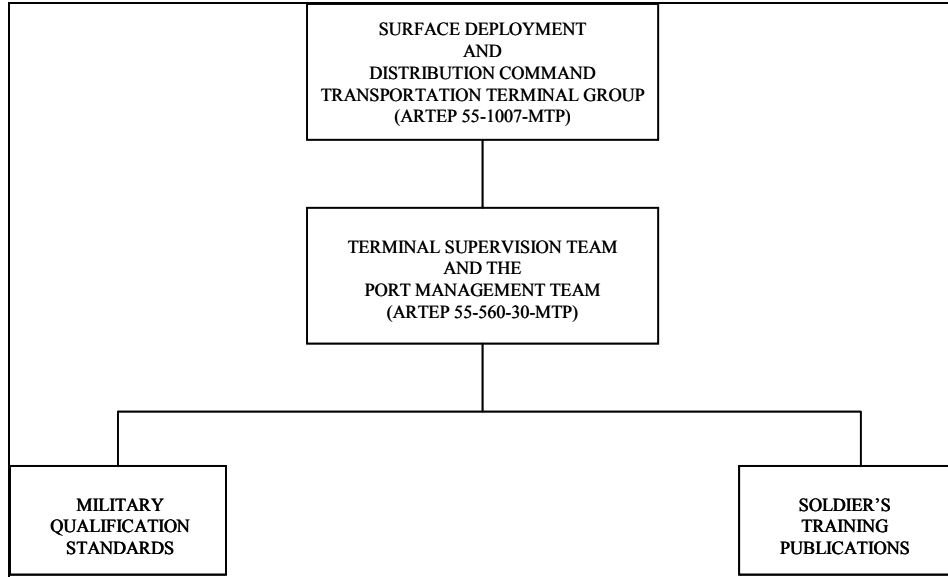 SURFACE DEPLOYMENT
AND
DISTRIBUTION COMMAND
TRANSPORTATION TERMINAL GROUP
(ARTEP 55-1007-MTP)
TERMINAL SUPERVISION TEAM
AND THE
PORT MANAGEMENT TEAM
(ARTEP 55-560-30-MTP)
MILITARY
QUALIFICATION
STANDARDS
SOLDIER’S
TRAINING
PUBLICATIONS